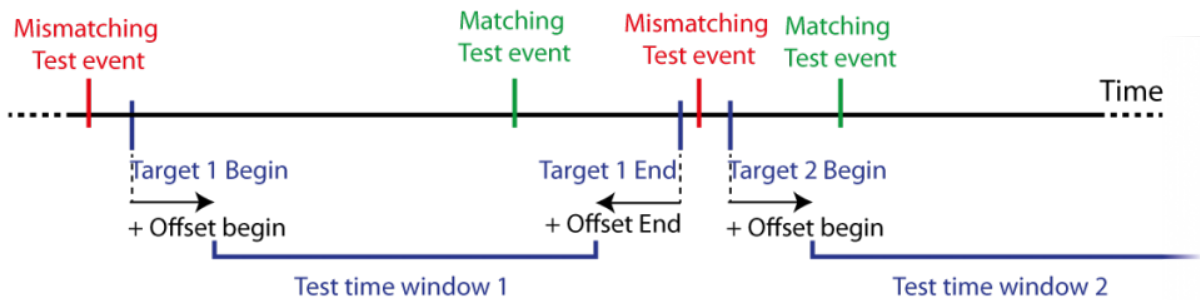 Mismatching
Test event
Matching
Test event
Mismatching
Test event
Matching
Test event
Time
Target 1 Begin
Target 1 End
Target 2 Begin
+ Offset begin
+ Offset End
+ Offset begin
Test time window 1
Test time window 2